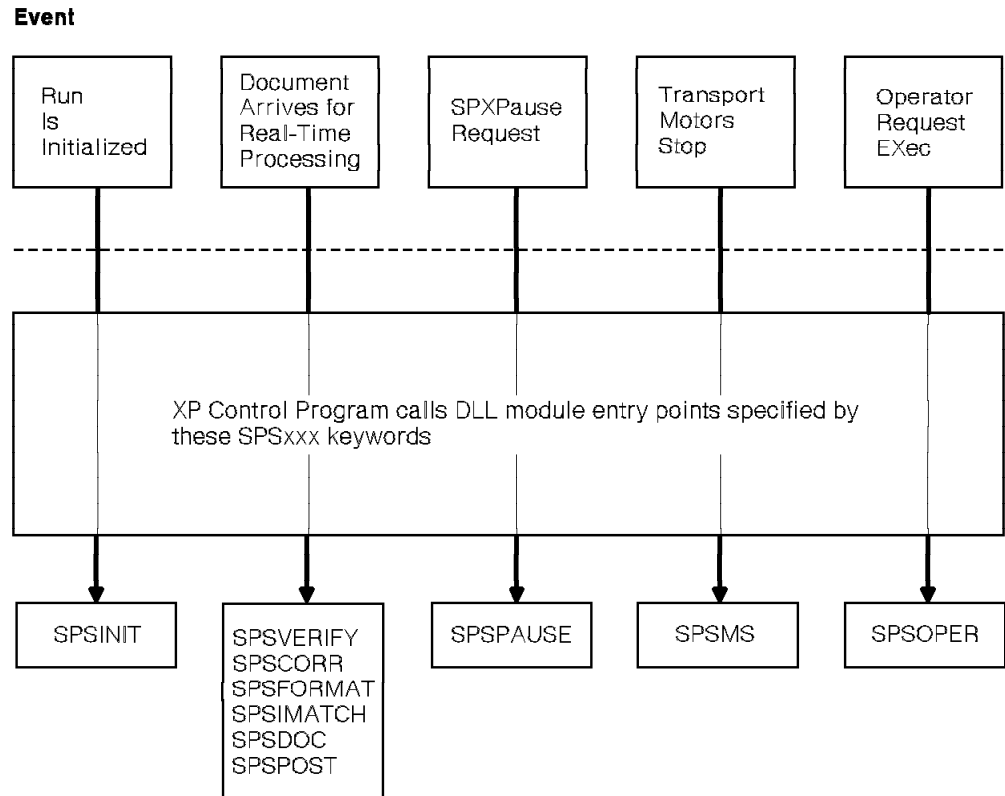 Event
Run
Is
Initialized
Document
Arrives for
Real-Time
Processing
SPXPause
Request
Transport
Motors
Stop
Operator
Request
EXec
XP Control Program calls DLL module entry points specified by
these SPSxxx keywords
SPSINIT
SPSVERIFY
SPSCORR
SPSFORMAT
SPSIMATCH
SPSDOC
SPSPOST
SPSPAUSE
SPSMS
SPSOPER